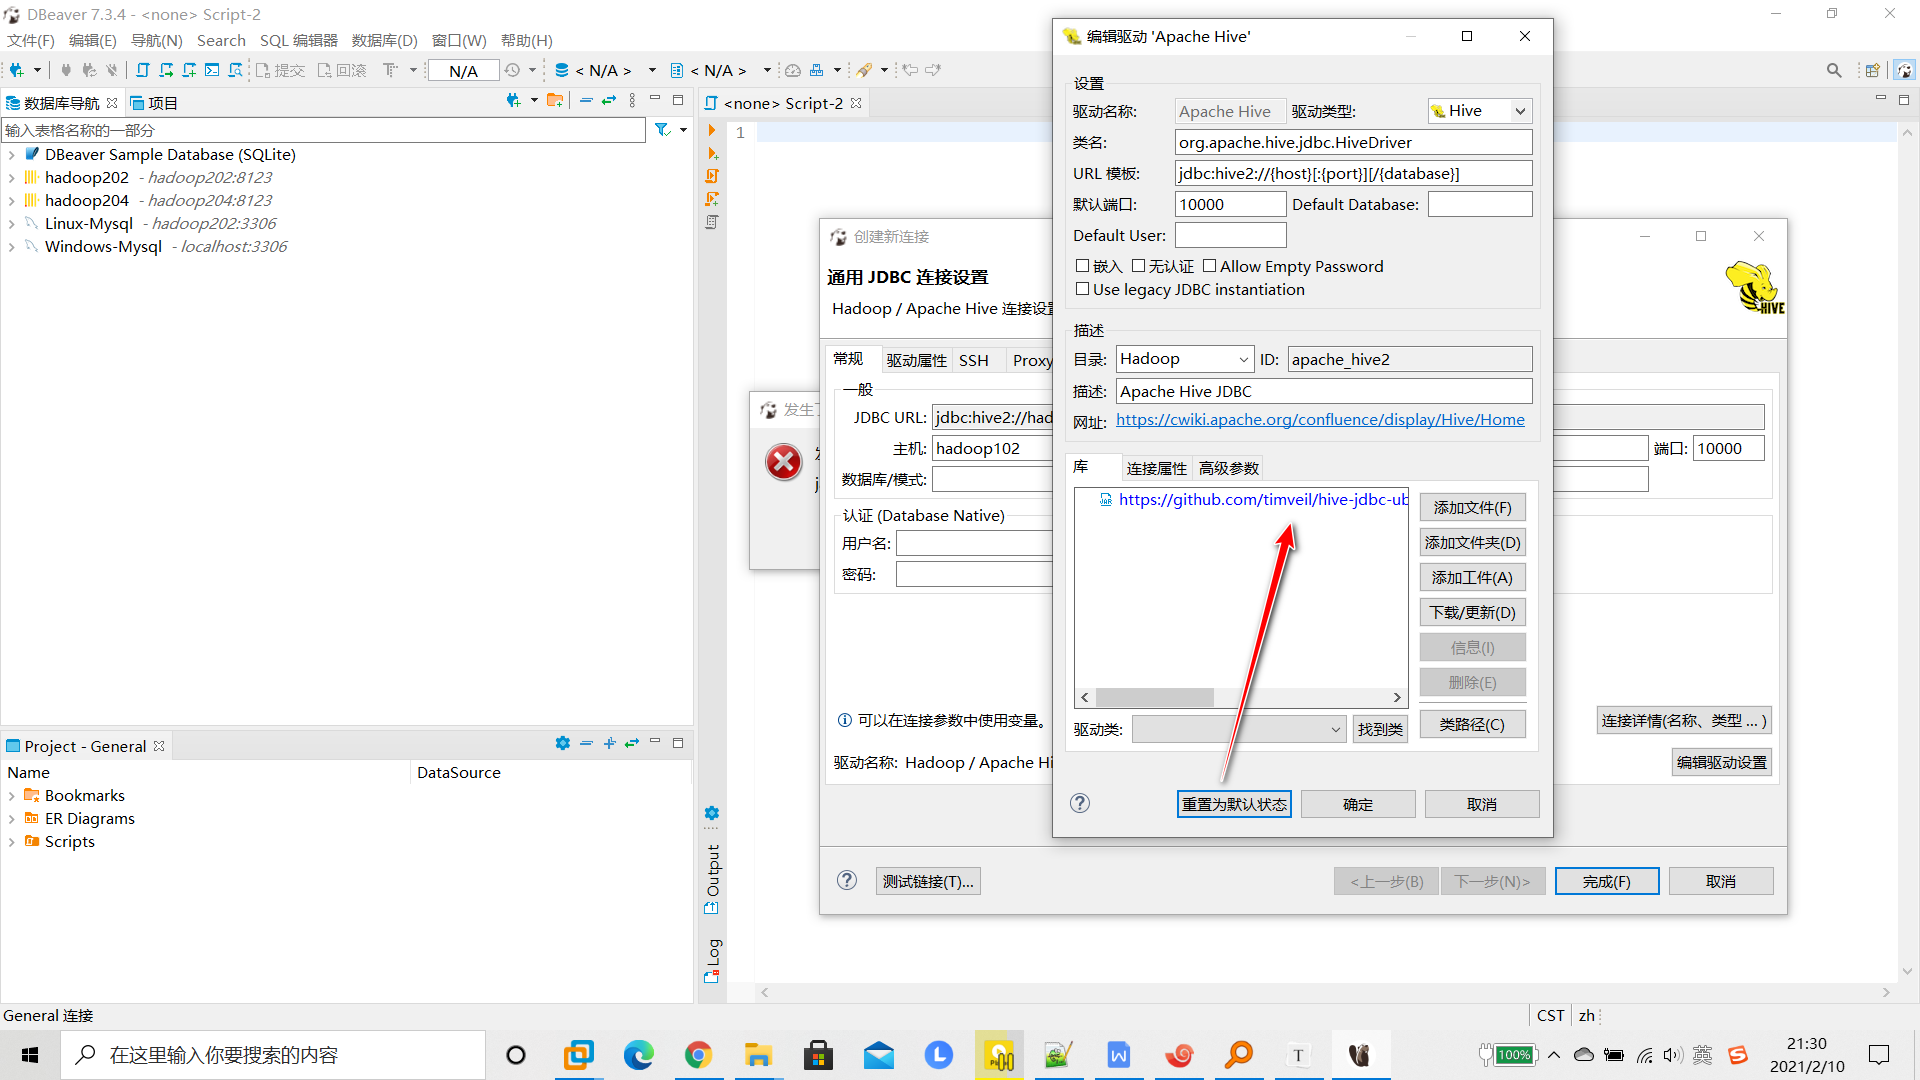 DBeaver 7.3.4 - <none> Script-2
文件(F) 编辑(E) 导航(N) Search SQL 编辑器 数据库(D) 窗口(W) 帮助(H)
提交 回滚 N/A < N/A > < N/A >
数据库导航 项目
输入表格名称的一部分
DBeaver Sample Database (SQLite)
hadoop202 - hadoop202:8123
hadoop204 - hadoop204:8123
Linux-Mysql - hadoop202:3306
Windows-Mysql - localhost:3306
Project - General
Name DataSource
Bookmarks
ER Diagrams
Scripts
<none> Script-2
1
Output
Log
发生了
创建新连接
通用 JDBC 连接设置
Hadoop / Apache Hive 连接设置
HIVE
常规 驱动属性 SSH Proxy
一般
JDBC URL: jdbc:hive2://had
主机: hadoop102 端口: 10000
数据库/模式:
认证 (Database Native)
用户名:
密码:
可以在连接参数中使用变量。
连接详情(名称、类型 ... )
驱动名称: Hadoop / Apache Hi
编辑驱动设置
测试链接(T)...
<上一步(B) 下一步(N)> 完成(F) 取消
编辑驱动 'Apache Hive'
设置
驱动名称: Apache Hive 驱动类型: Hive
类名: org.apache.hive.jdbc.HiveDriver
URL 模板: jdbc:hive2://{host}[:{port}][/{database}]
默认端口: 10000 Default Database:
Default User:
嵌入 无认证 Allow Empty Password
Use legacy JDBC instantiation
描述
目录: Hadoop ID: apache_hive2
描述: Apache Hive JDBC
网址: https://cwiki.apache.org/confluence/display/Hive/Home
库 连接属性 高级参数
JAR https://github.com/timveil/hive-jdbc-ub
添加文件(F)
添加文件夹(D)
添加工件(A)
下载/更新(D)
信息(I)
删除(E)
类路径(C)
驱动类: 找到类
重置为默认状态 确定 取消
General 连接
CST zh
在这里输入你要搜索的内容
100% 英
21:30
2021/2/10